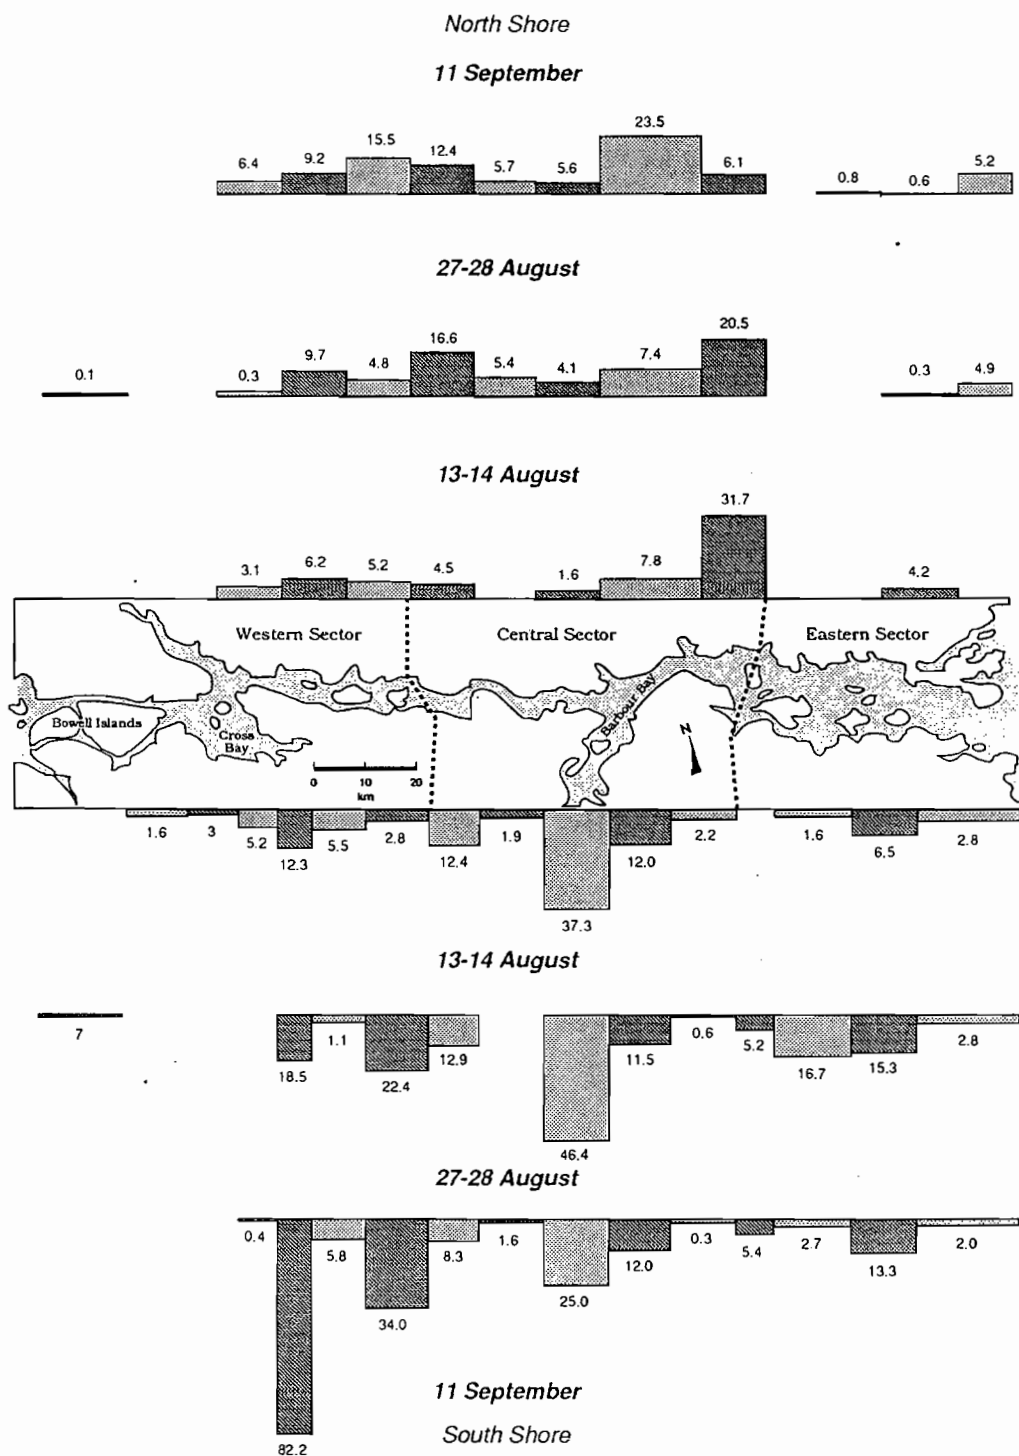 North Shore
11 September
6.4 9.2 15.5 12.4 5.7 5.6 23.5 6.1 0.8 0.6 5.2
27-28 August
0.1 0.3 9.7 4.8 16.6 5.4 4.1 7.4 20.5 0.3 4.9
13-14 August
3.1 6.2 5.2 4.5 1.6 7.8 31.7 4.2
Western Sector Central Sector Eastern Sector
Bowell Islands
Cross Bay
Barbour Bay
N
0 10 20
km
1.6 3 5.2 12.3 5.5 2.8 12.4 1.9 37.3 12.0 2.2 1.6 6.5 2.8
13-14 August
7 18.5 1.1 22.4 12.9 46.4 11.5 0.6 5.2 16.7 15.3 2.8
27-28 August
0.4 82.2 5.8 34.0 8.3 1.6 25.0 12.0 0.3 5.4 2.7 13.3 2.0
11 September
South Shore